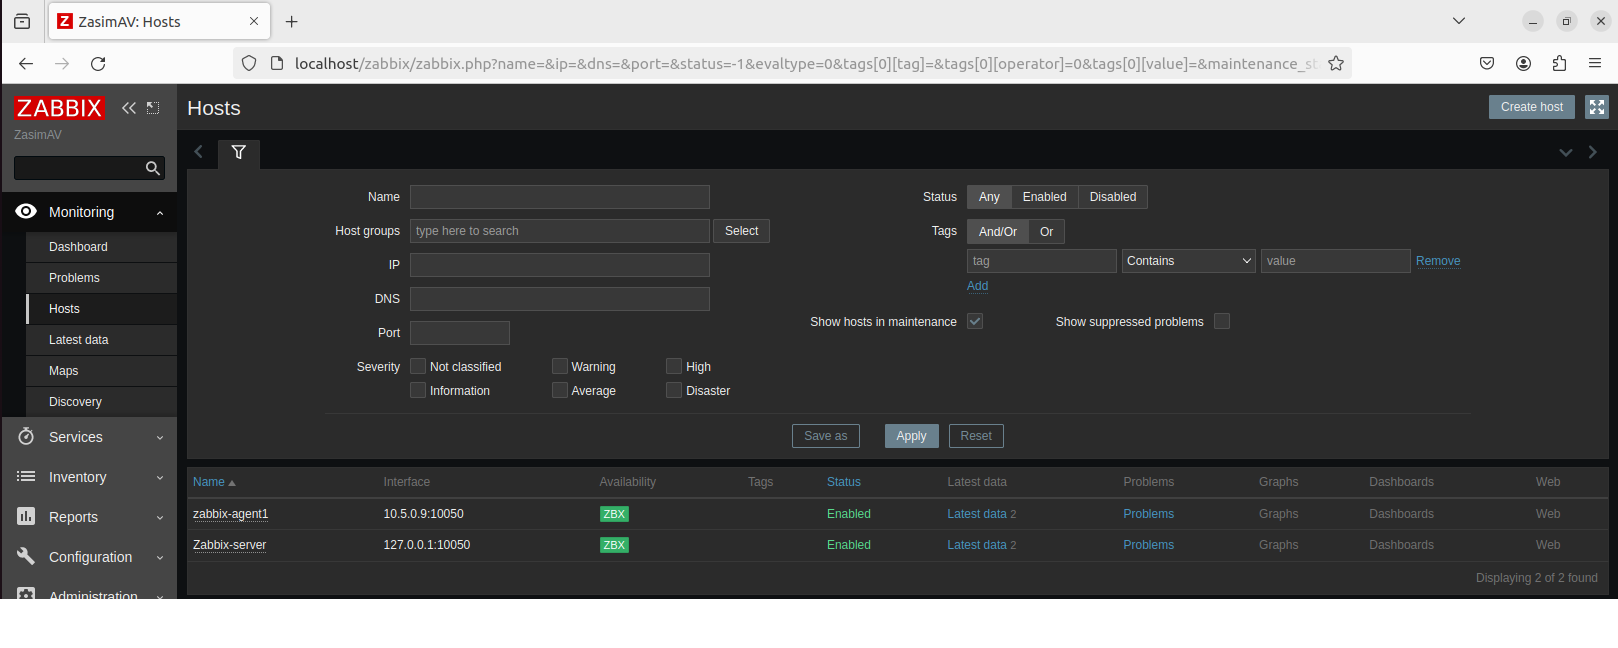 Z ZasimAV: Hosts
localhost/zabbix/zabbix.php?name=&ip=&dns=&port=&status=-1&evaltype=0&tags[0][tag]=&tags[0][operator]=0&tags[0][value]=&maintenance_st
ZABBIX
ZasimAV
Monitoring
Dashboard
Problems
Hosts
Latest data
Maps
Discovery
Services
Inventory
Reports
Configuration
Administration
Hosts
Create host
Name
Host groups type here to search Select
IP
DNS
Port
Severity Not classified Warning High
Information Average Disaster
Status Any Enabled Disabled
Tags And/Or Or
tag Contains value Remove
Add
Show hosts in maintenance Show suppressed problems
Save as Apply Reset
Name Interface Availability Tags Status Latest data Problems Graphs Dashboards Web
zabbix-agent1 10.5.0.9:10050 ZBX Enabled Latest data 2 Problems Graphs Dashboards Web
Zabbix-server 127.0.0.1:10050 ZBX Enabled Latest data 2 Problems Graphs Dashboards Web
Displaying 2 of 2 found